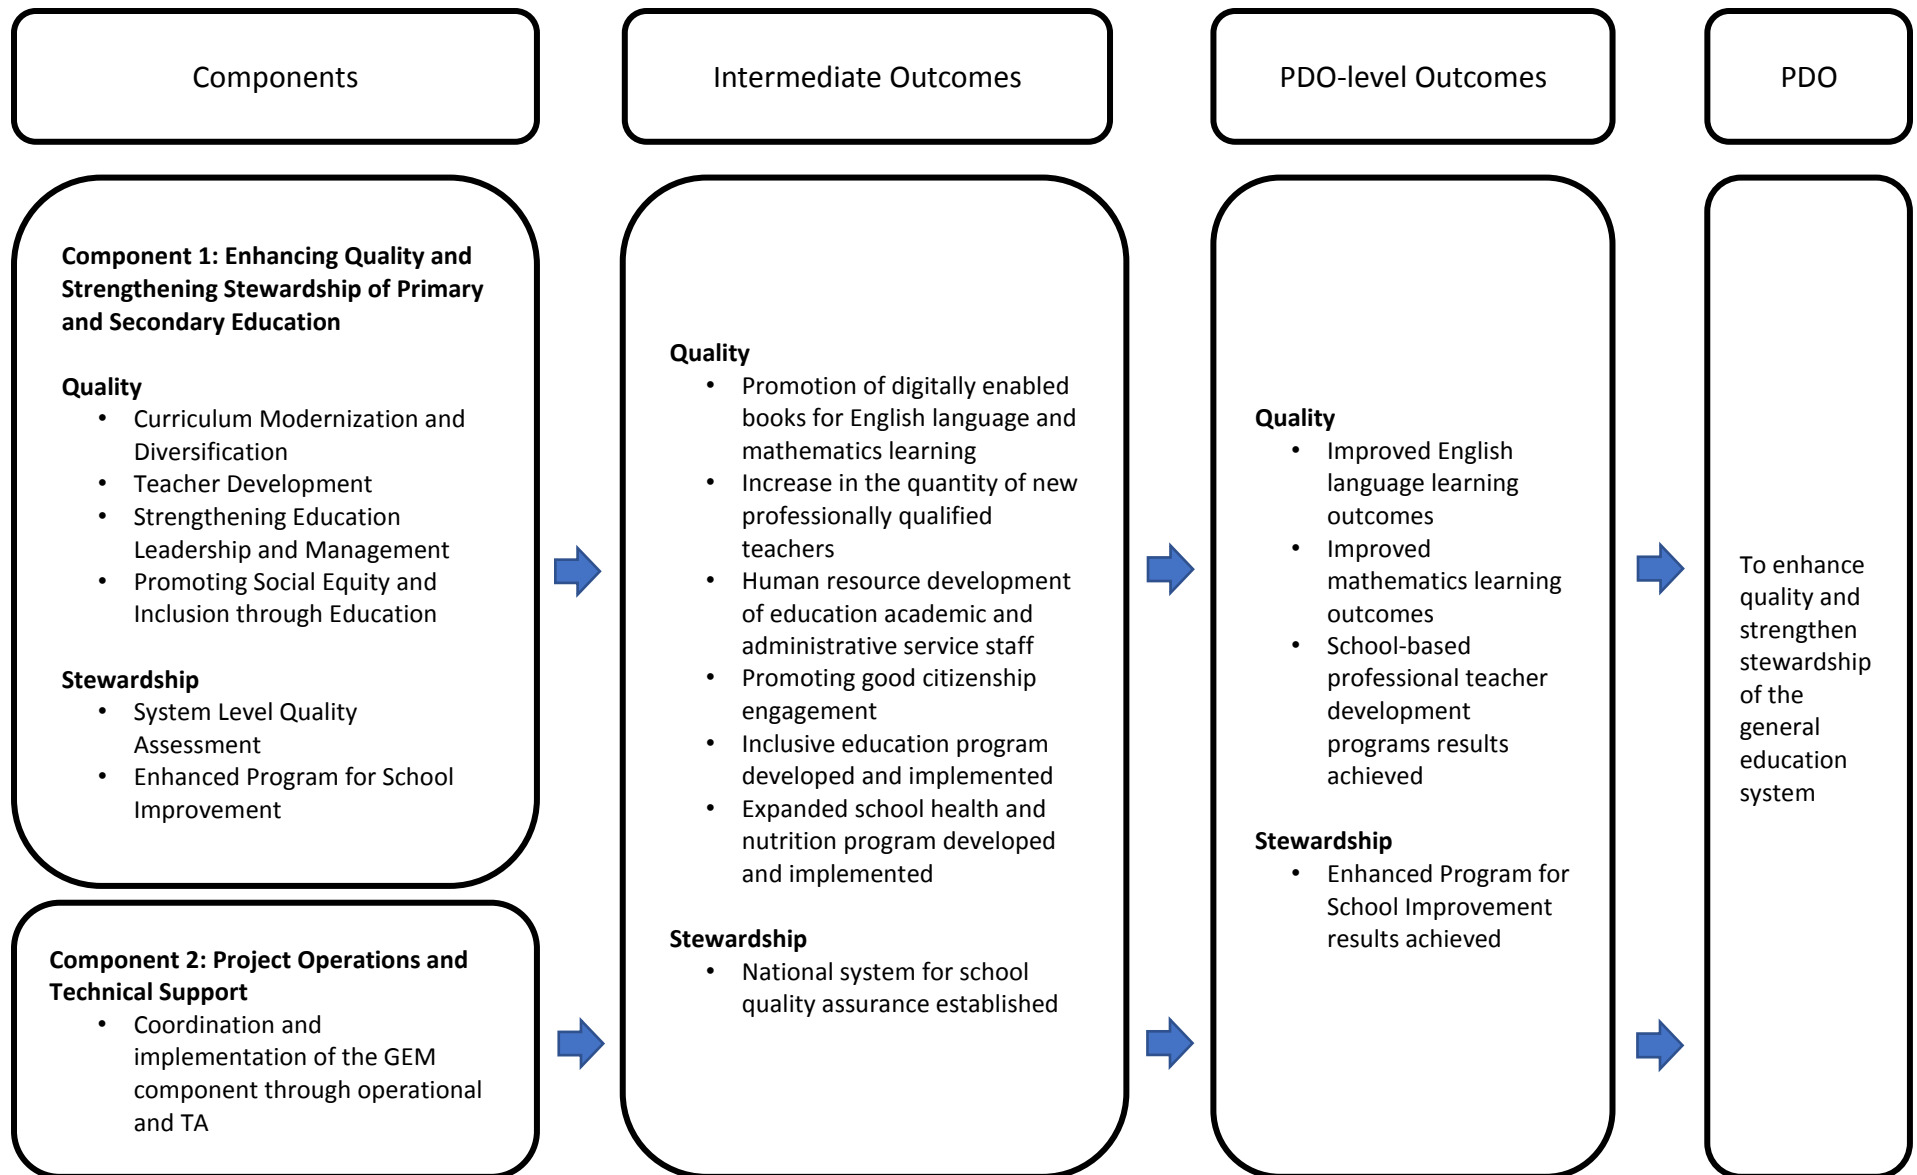 Components
Intermediate Outcomes
PDO-level Outcomes
PDO
Component 1: Enhancing Quality and
Strengthening Stewardship of Primary
and Secondary Education
Quality
• Curriculum Modernization and
Diversification
• Teacher Development
• Strengthening Education
Leadership and Management
• Promoting Social Equity and
Inclusion through Education
Stewardship
• System Level Quality
Assessment
• Enhanced Program for School
Improvement
Component 2: Project Operations and
Technical Support
• Coordination and
implementation of the GEM
component through operational
and TA
Quality
• Promotion of digitally enabled
books for English language and
mathematics learning
• Increase in the quantity of new
professionally qualified
teachers
• Human resource development
of education academic and
administrative service staff
• Promoting good citizenship
engagement
• Inclusive education program
developed and implemented
• Expanded school health and
nutrition program developed
and implemented
Stewardship
• National system for school
quality assurance established
Quality
• Improved English
language learning
outcomes
• Improved
mathematics learning
outcomes
• School-based
professional teacher
development
programs results
achieved
Stewardship
• Enhanced Program for
School Improvement
results achieved
To enhance
quality and
strengthen
stewardship
of the
general
education
system